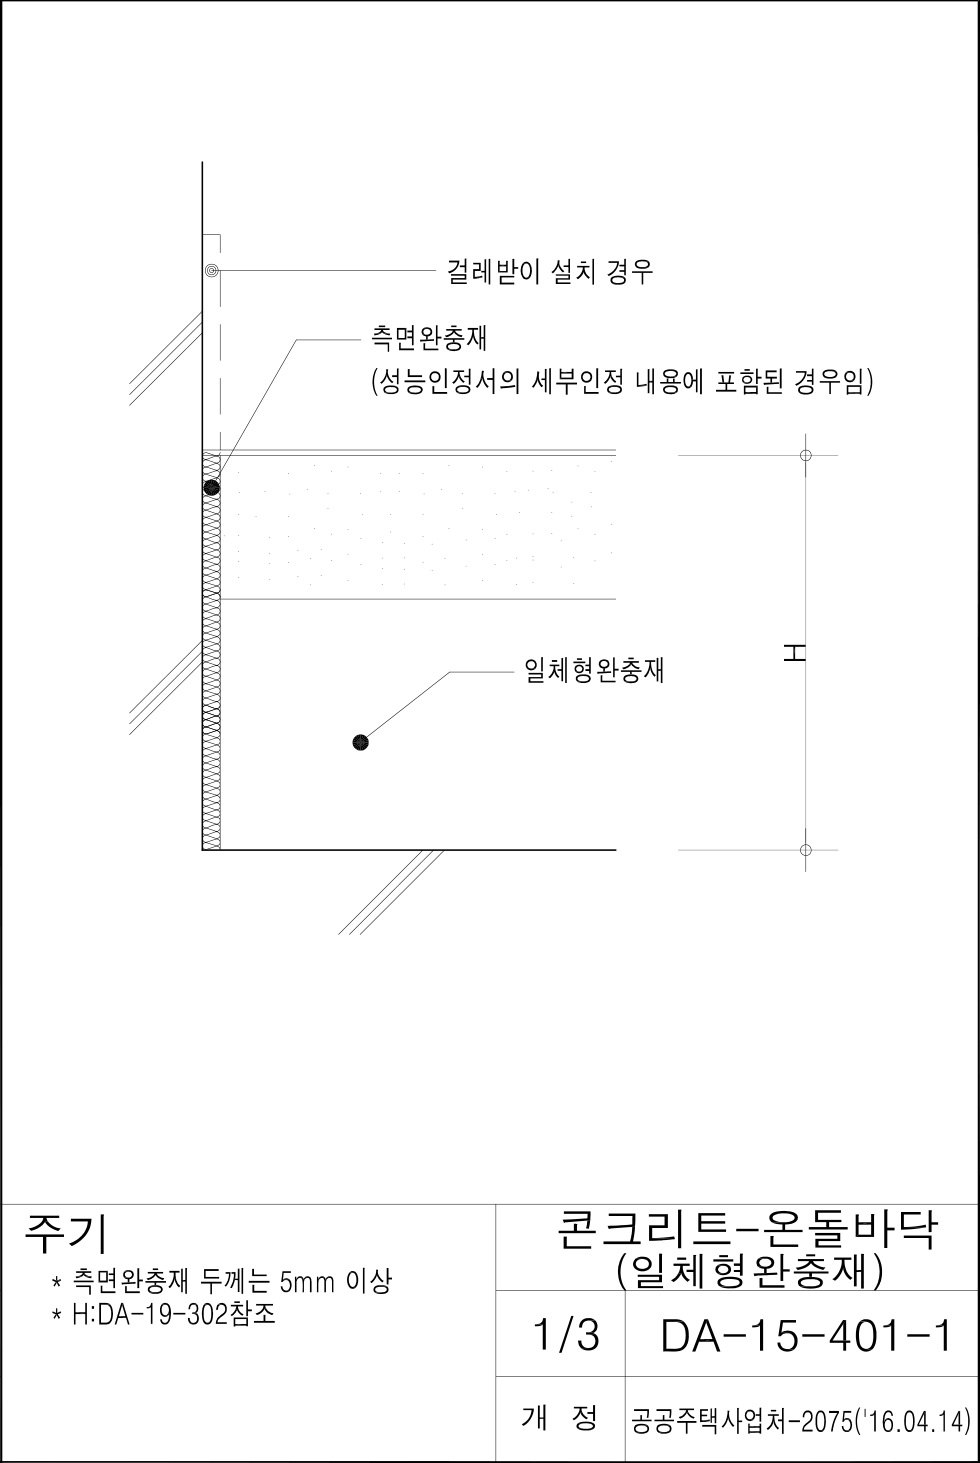 걸레받이 설치 경우
측면완충재
(성능인정서의 세부인정 내용에 포함된 경우임)
H
일체형완충재
주기
* 측면완충재 두께는 5mm 이상
* H:DA-19-302참조
콘크리트-온돌바닥
(일체형완충재)
1/3
DA-15-401-1
개 정
공공주택사업처-2075('16.04.14)